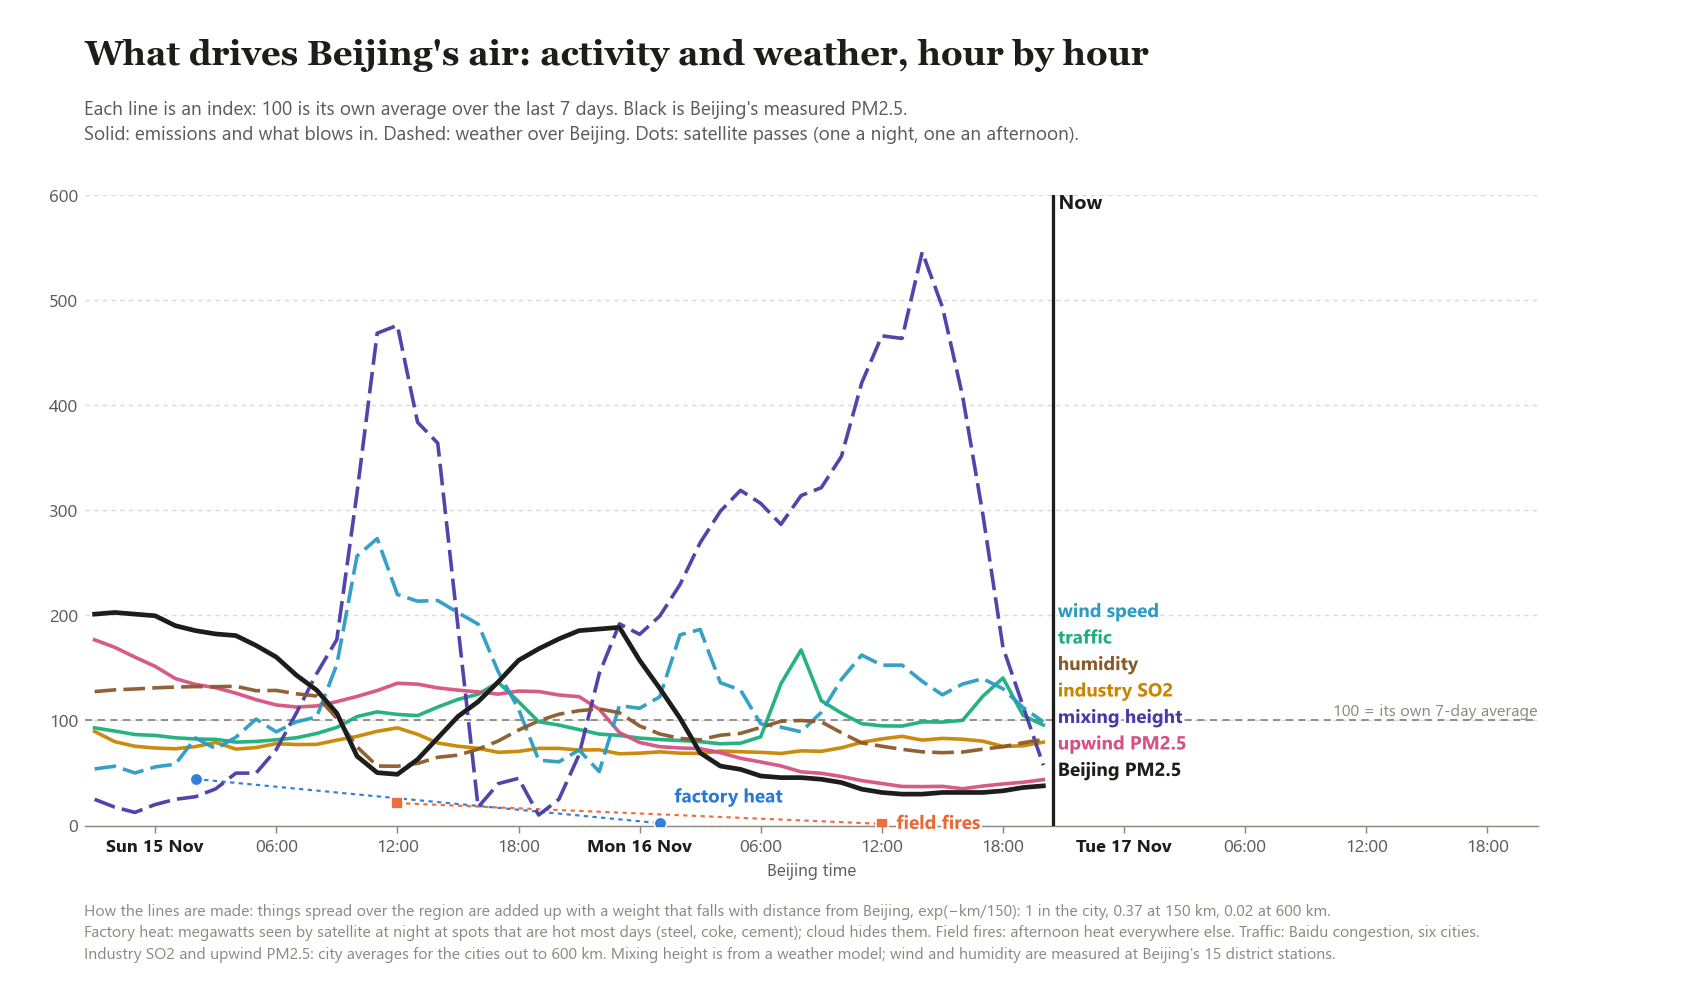 What drives Beijing's air: activity and weather, hour by hour
Each line is an index: 100 is its own average over the last 7 days. Black is Beijing's measured PM2.5.
Solid: emissions and what blows in. Dashed: weather over Beijing. Dots: satellite passes (one a night, one an afternoon).
600
Now
500
400
300
200
wind speed
traffic
humidity
industry SO2
100
mixing height
100 = its own 7-day average
upwind PM2.5
Beijing PM2.5
factory heat
0
field fires
Sun 15 Nov 06:00 12:00 18:00 Mon 16 Nov 06:00 12:00 18:00 Tue 17 Nov 06:00 12:00 18:00
Beijing time
How the lines are made: things spread over the region are added up with a weight that falls with distance from Beijing, exp(−km/150): 1 in the city, 0.37 at 150 km, 0.02 at 600 km.
Factory heat: megawatts seen by satellite at night at spots that are hot most days (steel, coke, cement); cloud hides them. Field fires: afternoon heat everywhere else. Traffic: Baidu congestion, six cities.
Industry SO2 and upwind PM2.5: city averages for the cities out to 600 km. Mixing height is from a weather model; wind and humidity are measured at Beijing's 15 district stations.